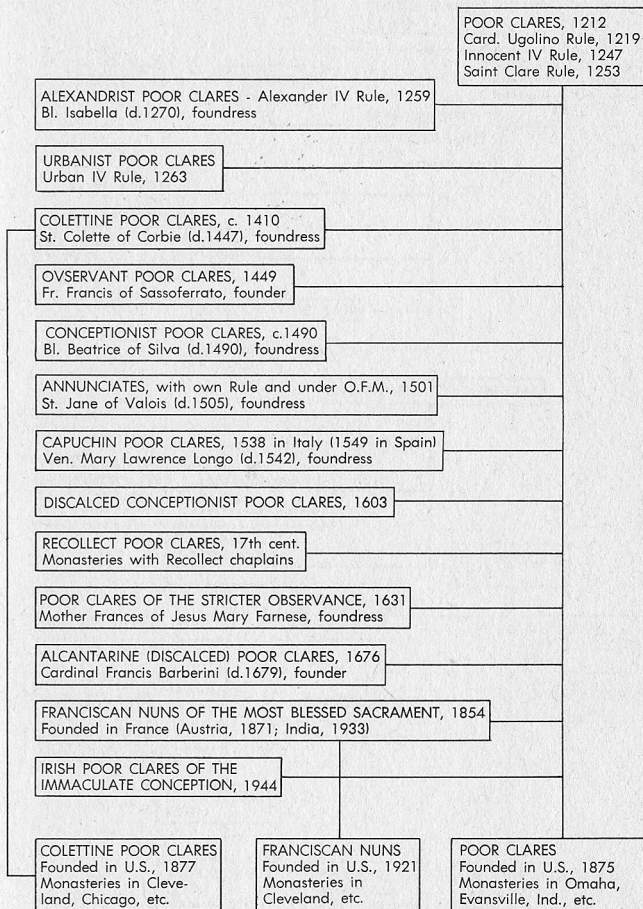 POOR CLARES, 1212
Card. Ugolino Rule, 1219
Innocent IV Rule, 1247
Saint Clare Rule, 1253
ALEXANDRIST POOR CLARES - Alexander IV Rule, 1259
Bl. Isabella (d.1270), foundress
URBANIST POOR CLARES
Urban IV Rule, 1263
COLETTINE POOR CLARES, c. 1410
St. Colette of Corbie (d.1447), foundress
OVSERVANT POOR CLARES, 1449
Fr. Francis of Sassoferrato, founder
CONCEPTIONIST POOR CLARES, c.1490
Bl. Beatrice of Silva (d.1490), foundress
ANNUNCIATES, with own Rule and under O.F.M., 1501
St. Jane of Valois (d.1505), foundress
CAPUCHIN POOR CLARES, 1538 in Italy (1549 in Spain)
Ven. Mary Lawrence Longo (d.1542), foundress
DISCALCED CONCEPTIONIST POOR CLARES, 1603
RECOLLECT POOR CLARES, 17th cent.
Monasteries with Recollect chaplains
POOR CLARES OF THE STRICTER OBSERVANCE, 1631
Mother Frances of Jesus Mary Farnese, foundress
ALCANTARINE (DISCALCED) POOR CLARES, 1676
Cardinal Francis Barberini (d.1679), founder
FRANCISCAN NUNS OF THE MOST BLESSED SACRAMENT, 1854
Founded in France (Austria, 1871; India, 1933)
IRISH POOR CLARES OF THE
IMMACULATE CONCEPTION, 1944
COLETTINE POOR CLARES
Founded in U.S., 1877
Monasteries in Cleve-
land, Chicago, etc.
FRANCISCAN NUNS
Founded in U.S., 1921
Monasteries in
Cleveland, etc.
POOR CLARES
Founded in U.S., 1875
Monasteries in Omaha,
Evansville, Ind., etc.